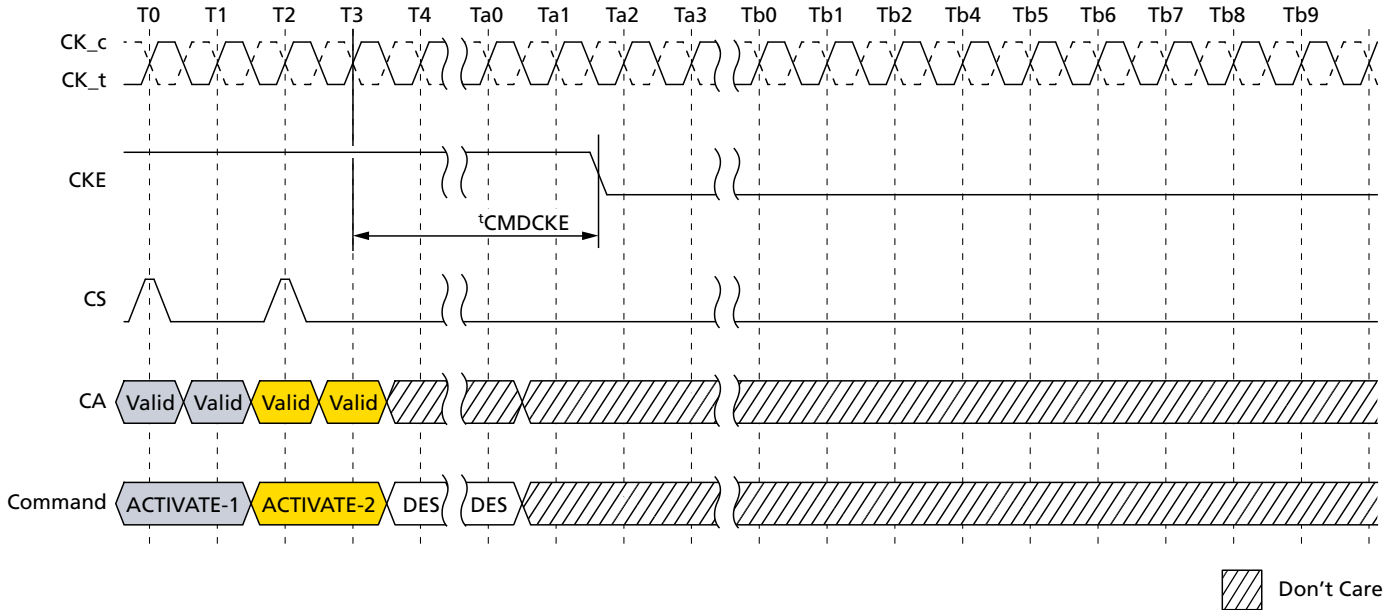 T0 T1 T2 T3 T4 Ta0 Ta1 Ta2 Ta3 Tb0 Tb1 Tb2 Tb4 Tb5 Tb6 Tb7 Tb8 Tb9
CK_c
CK_t
CKE
tCMDCKE
CS
CA Valid Valid Valid Valid
Command ACTIVATE-1 ACTIVATE-2 DES DES
Don't Care